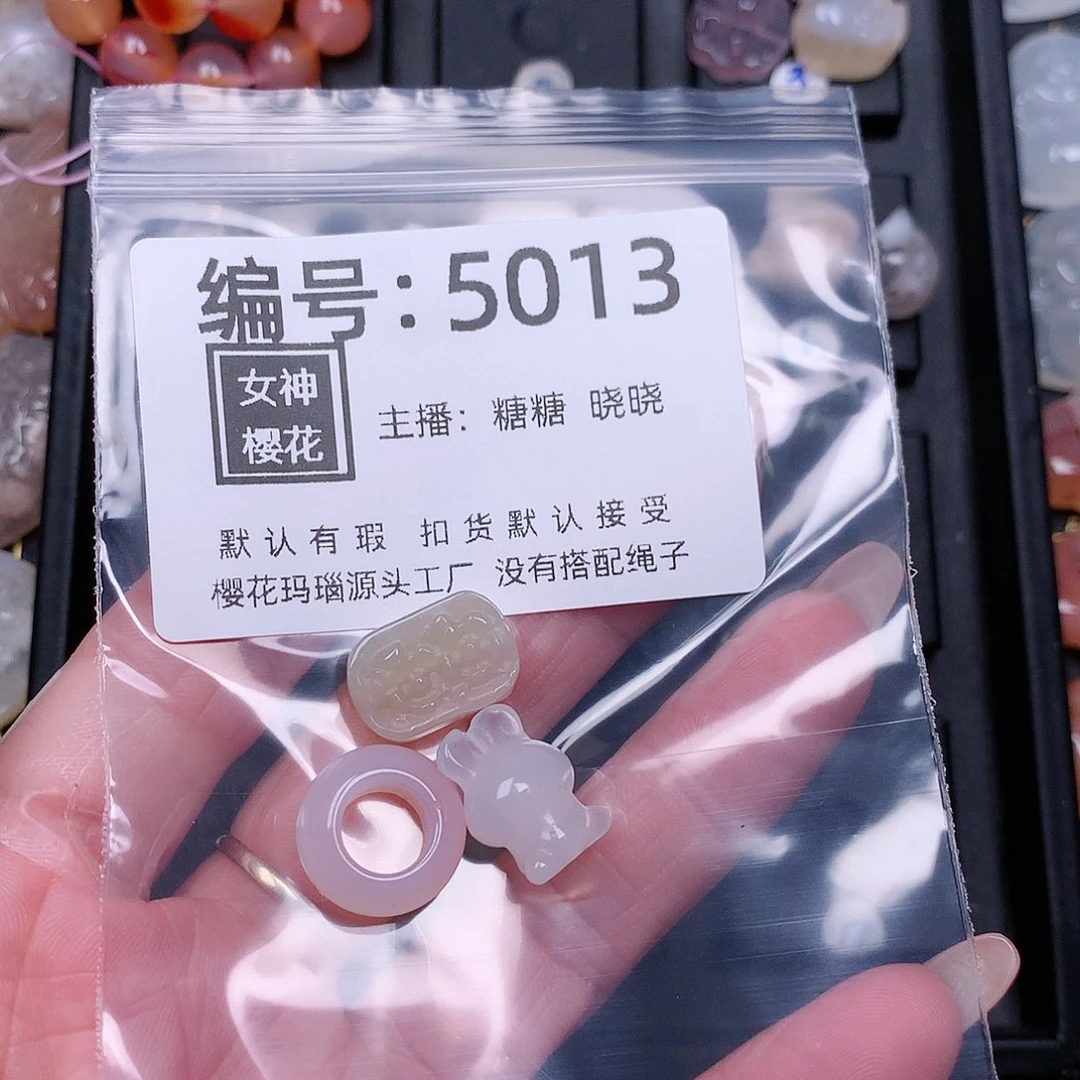 编号：5013
女神
樱花
主播：糖糖 晓晓
默认有瑕 扣货默认接受
樱花玛瑙源头工厂 没有搭配绳子